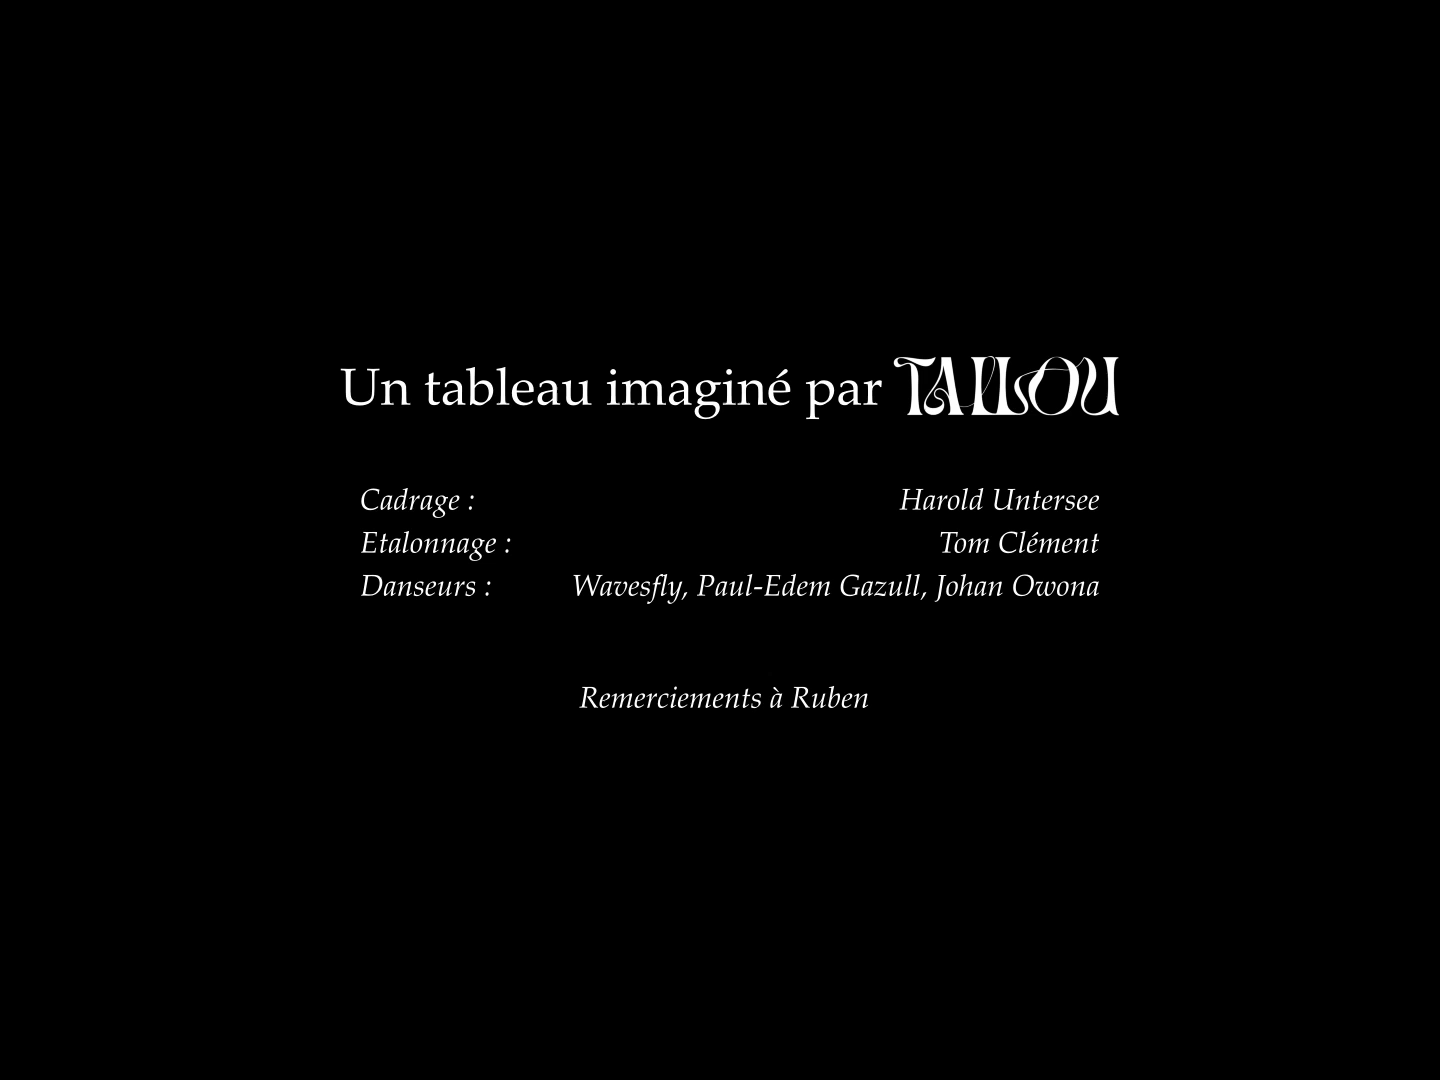 Un tableau imaginé par TALLOU
Cadrage : Harold Untersee
Etalonnage : Tom Clément
Danseurs : Wavesfly, Paul-Edem Gazull, Johan Owona
Remerciements à Ruben